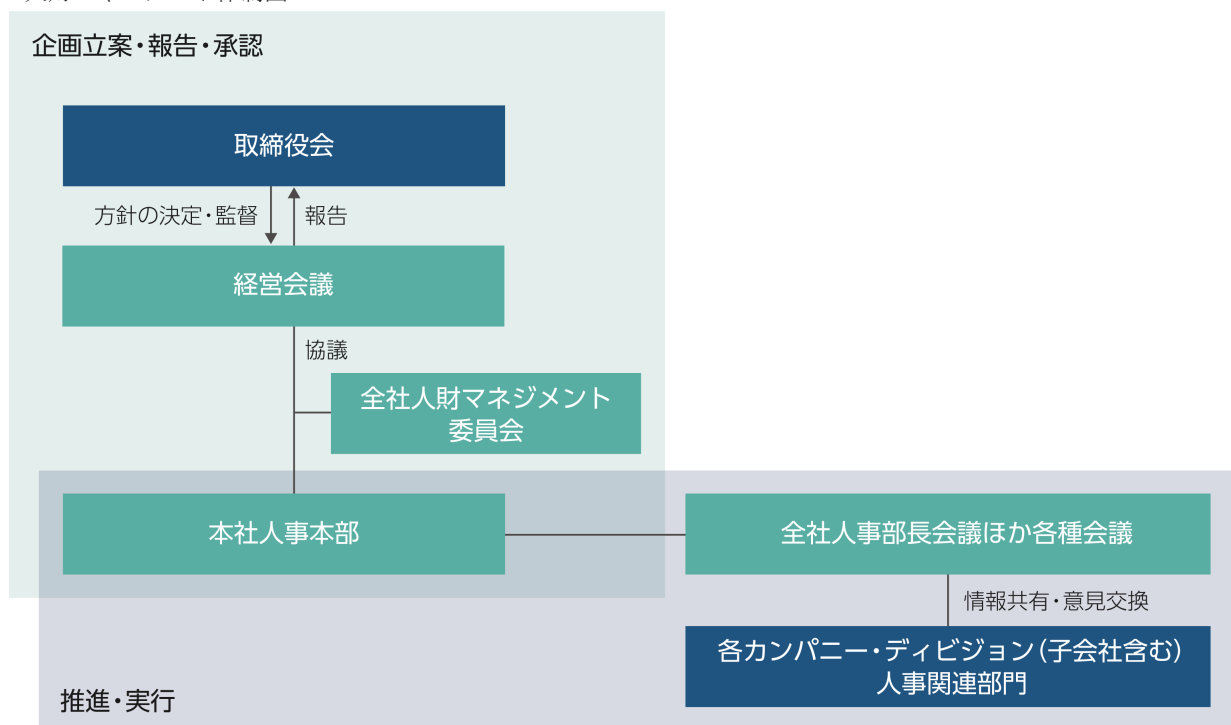 企画立案・報告・承認
取締役会
方針の決定・監督
報告
経営会議
協議
全社人財マネジメント
委員会
本社人事本部
全社人事部長会議ほか各種会議
情報共有・意見交換
各カンパニー・ディビジョン(子会社含む)
人事関連部門
推進・実行